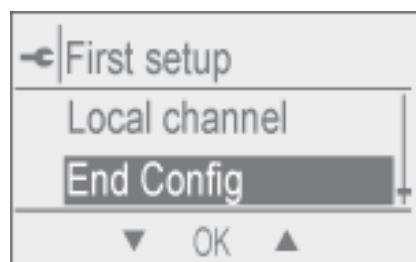 First setup
Local channel
End Config
▼ OK ▲